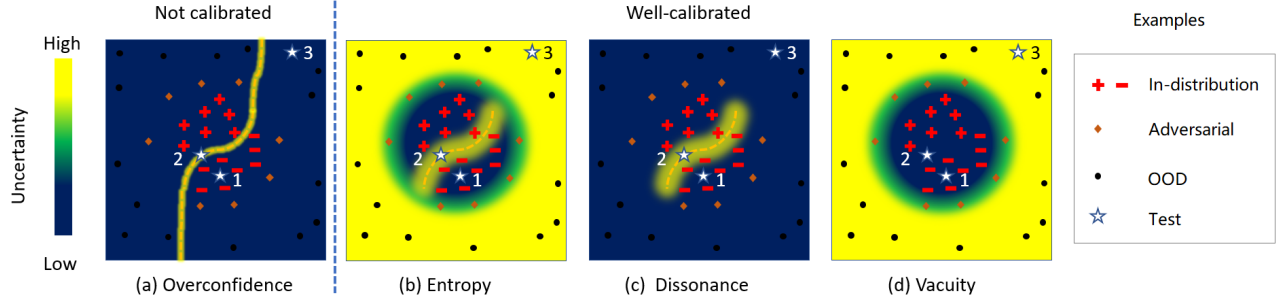 Not calibrated
Well-calibrated
Examples
High
Uncertainty
Low
3
2
1
3
2
1
3
2
1
3
2
1
In-distribution
Adversarial
OOD
Test
(a) Overconfidence
(b) Entropy
(c) Dissonance
(d) Vacuity